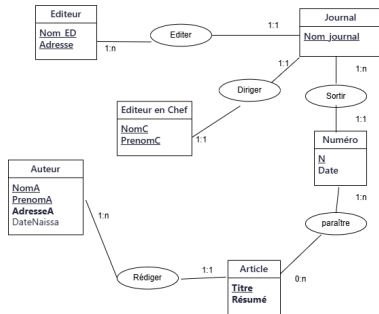 Editeur
Nom_ED
Adresse
1:n
Editer
1:1
Journal
Nom_journal
1:1
1:n
Diriger
Sortir
Editeur en Chef
NomC
PrenomC
1:1
1:1
Numéro
N
Date
1:n
Auteur
NomA
PrenomA
AdresseA
DateNaissa
1:n
paraître
Rédiger
1:1
Article
Titre
Résumé
0:n